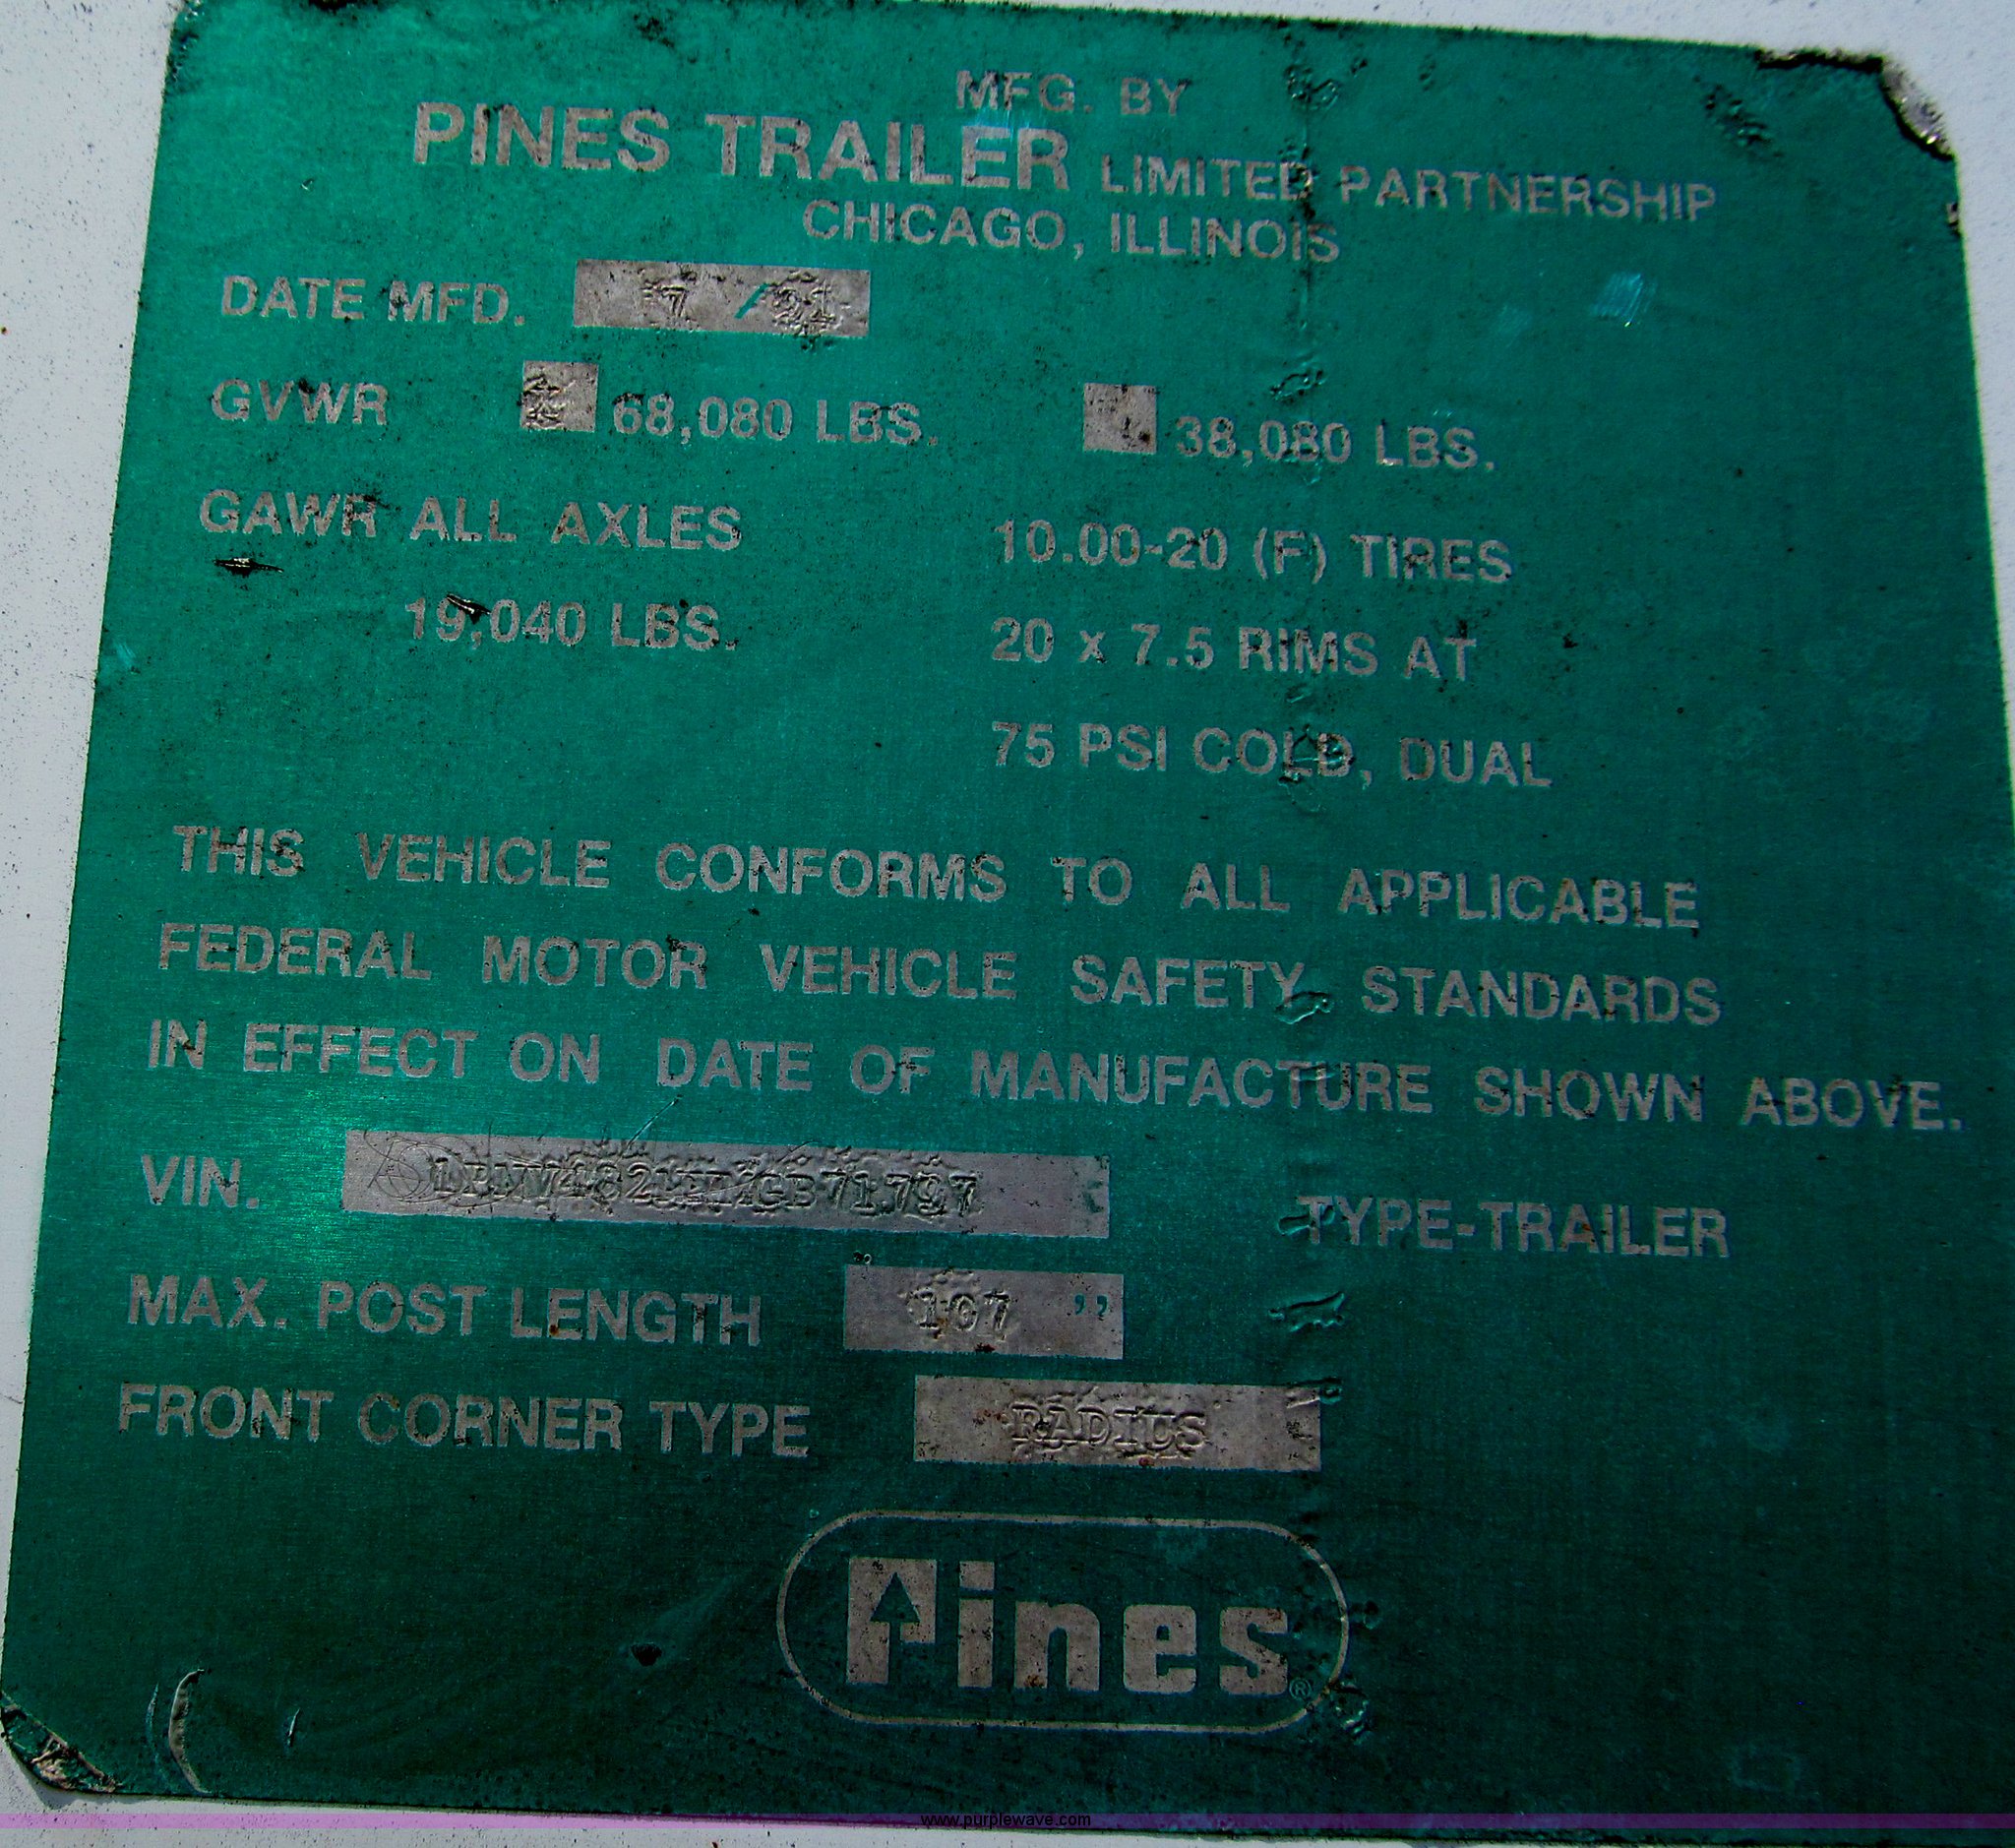 MFG. BY
PINES TRAILER LIMITED PARTNERSHIP
CHICAGO, ILLINOIS
DATE MFD. 7 /
GVWR 68,080 LBS. 38,080 LBS.
GAWR ALL AXLES 10.00-20 (F) TIRES
19,040 LBS. 20 x 7.5 RIMS AT
75 PSI COLD, DUAL
THIS VEHICLE CONFORMS TO ALL APPLICABLE
FEDERAL MOTOR VEHICLE SAFETY STANDARDS
IN EFFECT ON DATE OF MANUFACTURE SHOWN ABOVE.
VIN. TYPE-TRAILER
MAX. POST LENGTH 107 ”
FRONT CORNER TYPE RADIUS
Pines®
www.purplewave.com